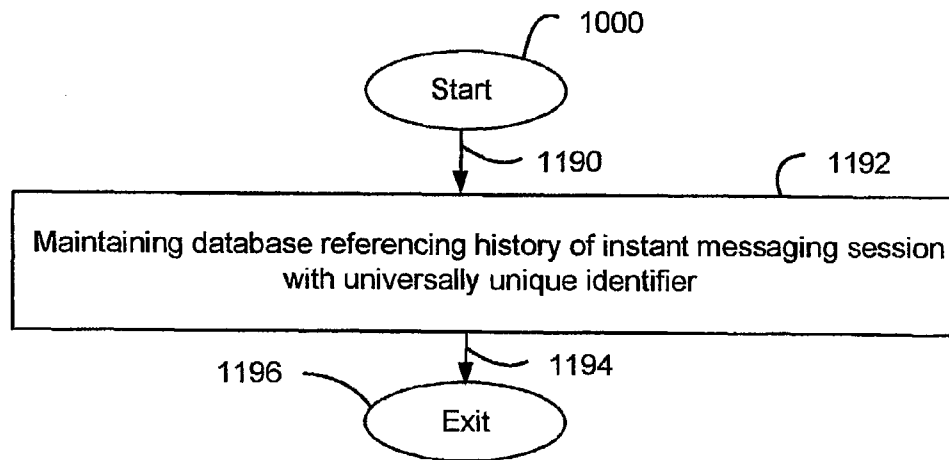 1000
Start
1190
1192
Maintaining database referencing history of instant messaging session
with universally unique identifier
1194
1196
Exit